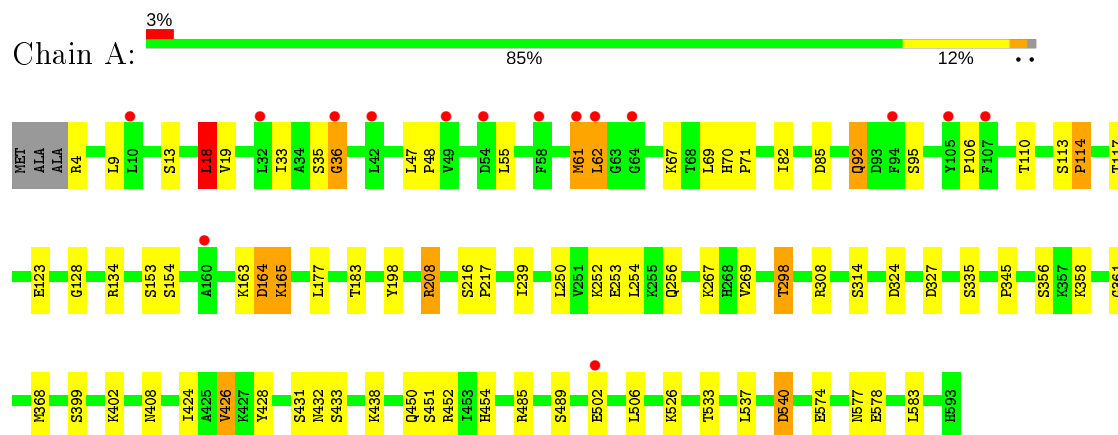 3%
Chain A:
85% 12% • •
MET ALA ALA R4 L9 L10 S13 L18 V19 L32 I33 A34 S35 G36 L42 L47 P48 V49 D54 L55 F58 M61 L62 G63 G64 K67 T68 L69 H70 P71 I82 D85 Q92 D93 F94 S95 Y105 P106 F107 T110 S113 P114 T117
E123 G128 R134 S153 S154 A160 K163 D164 K165 L177 T183 Y198 R208 S216 P217 I239 L250 V251 K252 E253 L254 K255 Q256 K267 H268 V269 T298 R308 S314 D324 D327 S335 P345 S356 K357 K358
M368 S399 K402 N408 I424 A425 V426 K427 Y428 S431 N432 S433 K438 Q450 S451 R452 I453 H454 R485 S489 E502 L506 K526 T533 L537 D540 E574 N577 E578 L583 H593